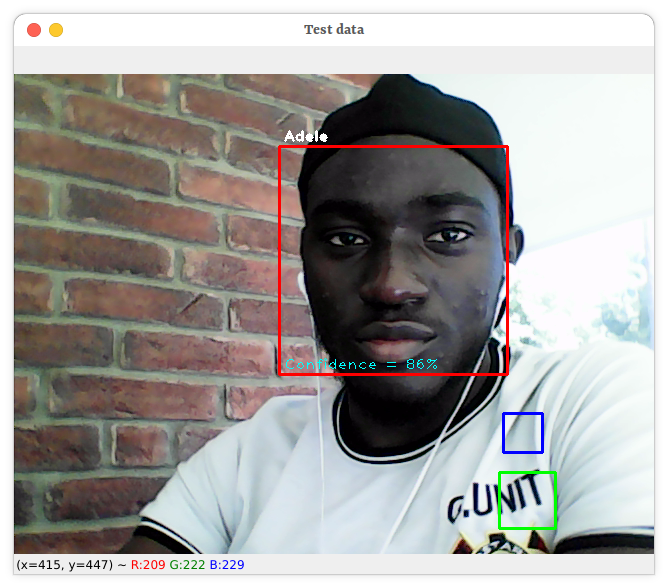 Test data
Adele
Confidence = 86%
G.UNIT
(x=415, y=447) ~ R:209 G:222 B:229